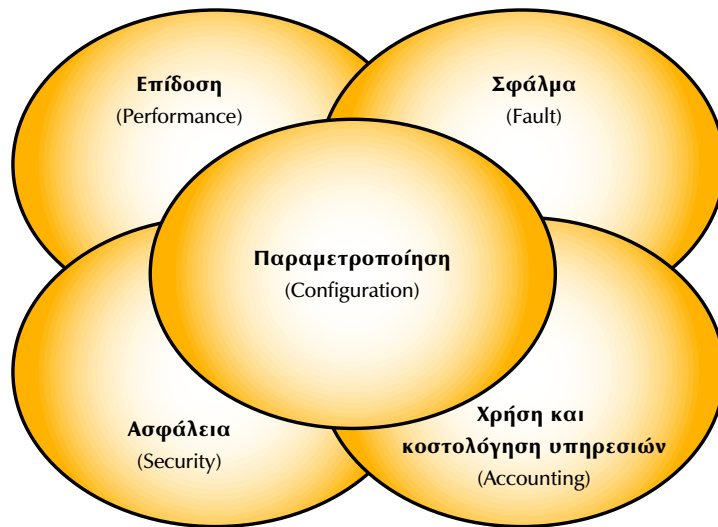 Επίδοση
(Performance)
Σφάλμα
(Fault)
Παραμετροποίηση
(Configuration)
Ασφάλεια
(Security)
Χρήση και
κοστολόγηση υπηρεσιών
(Accounting)